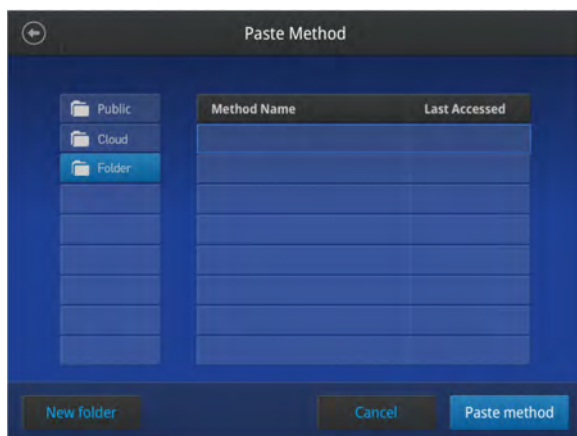 Paste Method
Public
Cloud
Folder
Method Name Last Accessed
New folder Cancel Paste method